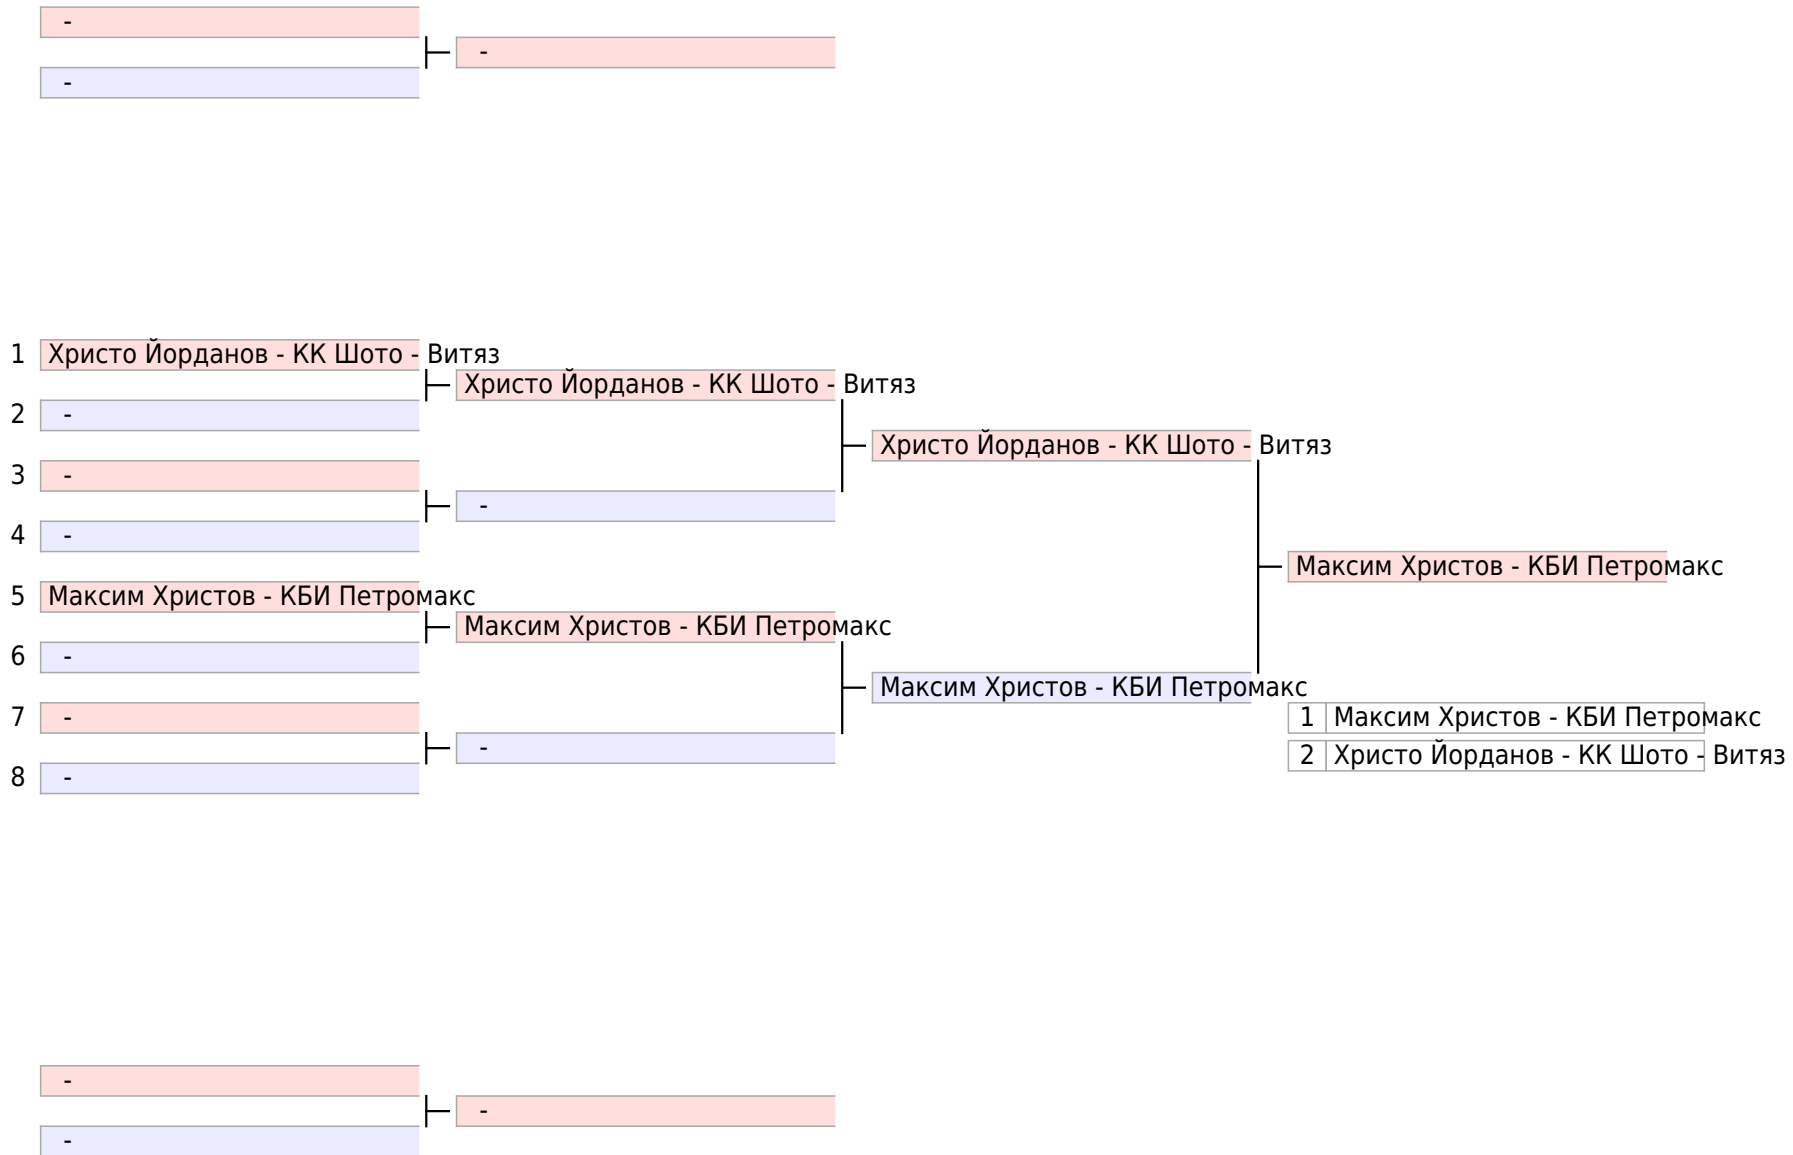 -
-
-
1 Христо Йорданов - КК Шото - Витяз
Христо Йорданов - КК Шото - Витяз
2 -
Христо Йорданов - КК Шото - Витяз
3 -
-
4 -
Максим Христов - КБИ Петромакс
5 Максим Христов - КБИ Петромакс
Максим Христов - КБИ Петромакс
6 -
Максим Христов - КБИ Петромакс
7 -
1 Максим Христов - КБИ Петромакс
-
2 Христо Йорданов - КК Шото - Витяз
8 -
-
-
-